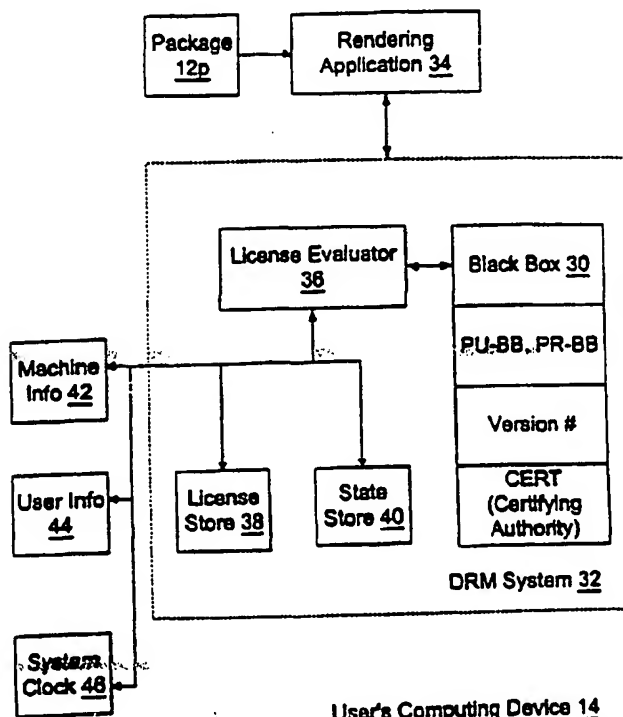 Package
12p
Rendering
Application 34
License Evaluator
36
Black Box 30
PU-BB, PR-BB
Version #
CERT
(Certifying
Authority)
Machine
Info 42
User Info
44
System
Clock 46
License
Store 38
State
Store 40
DRM System 32
User's Computing Device 14